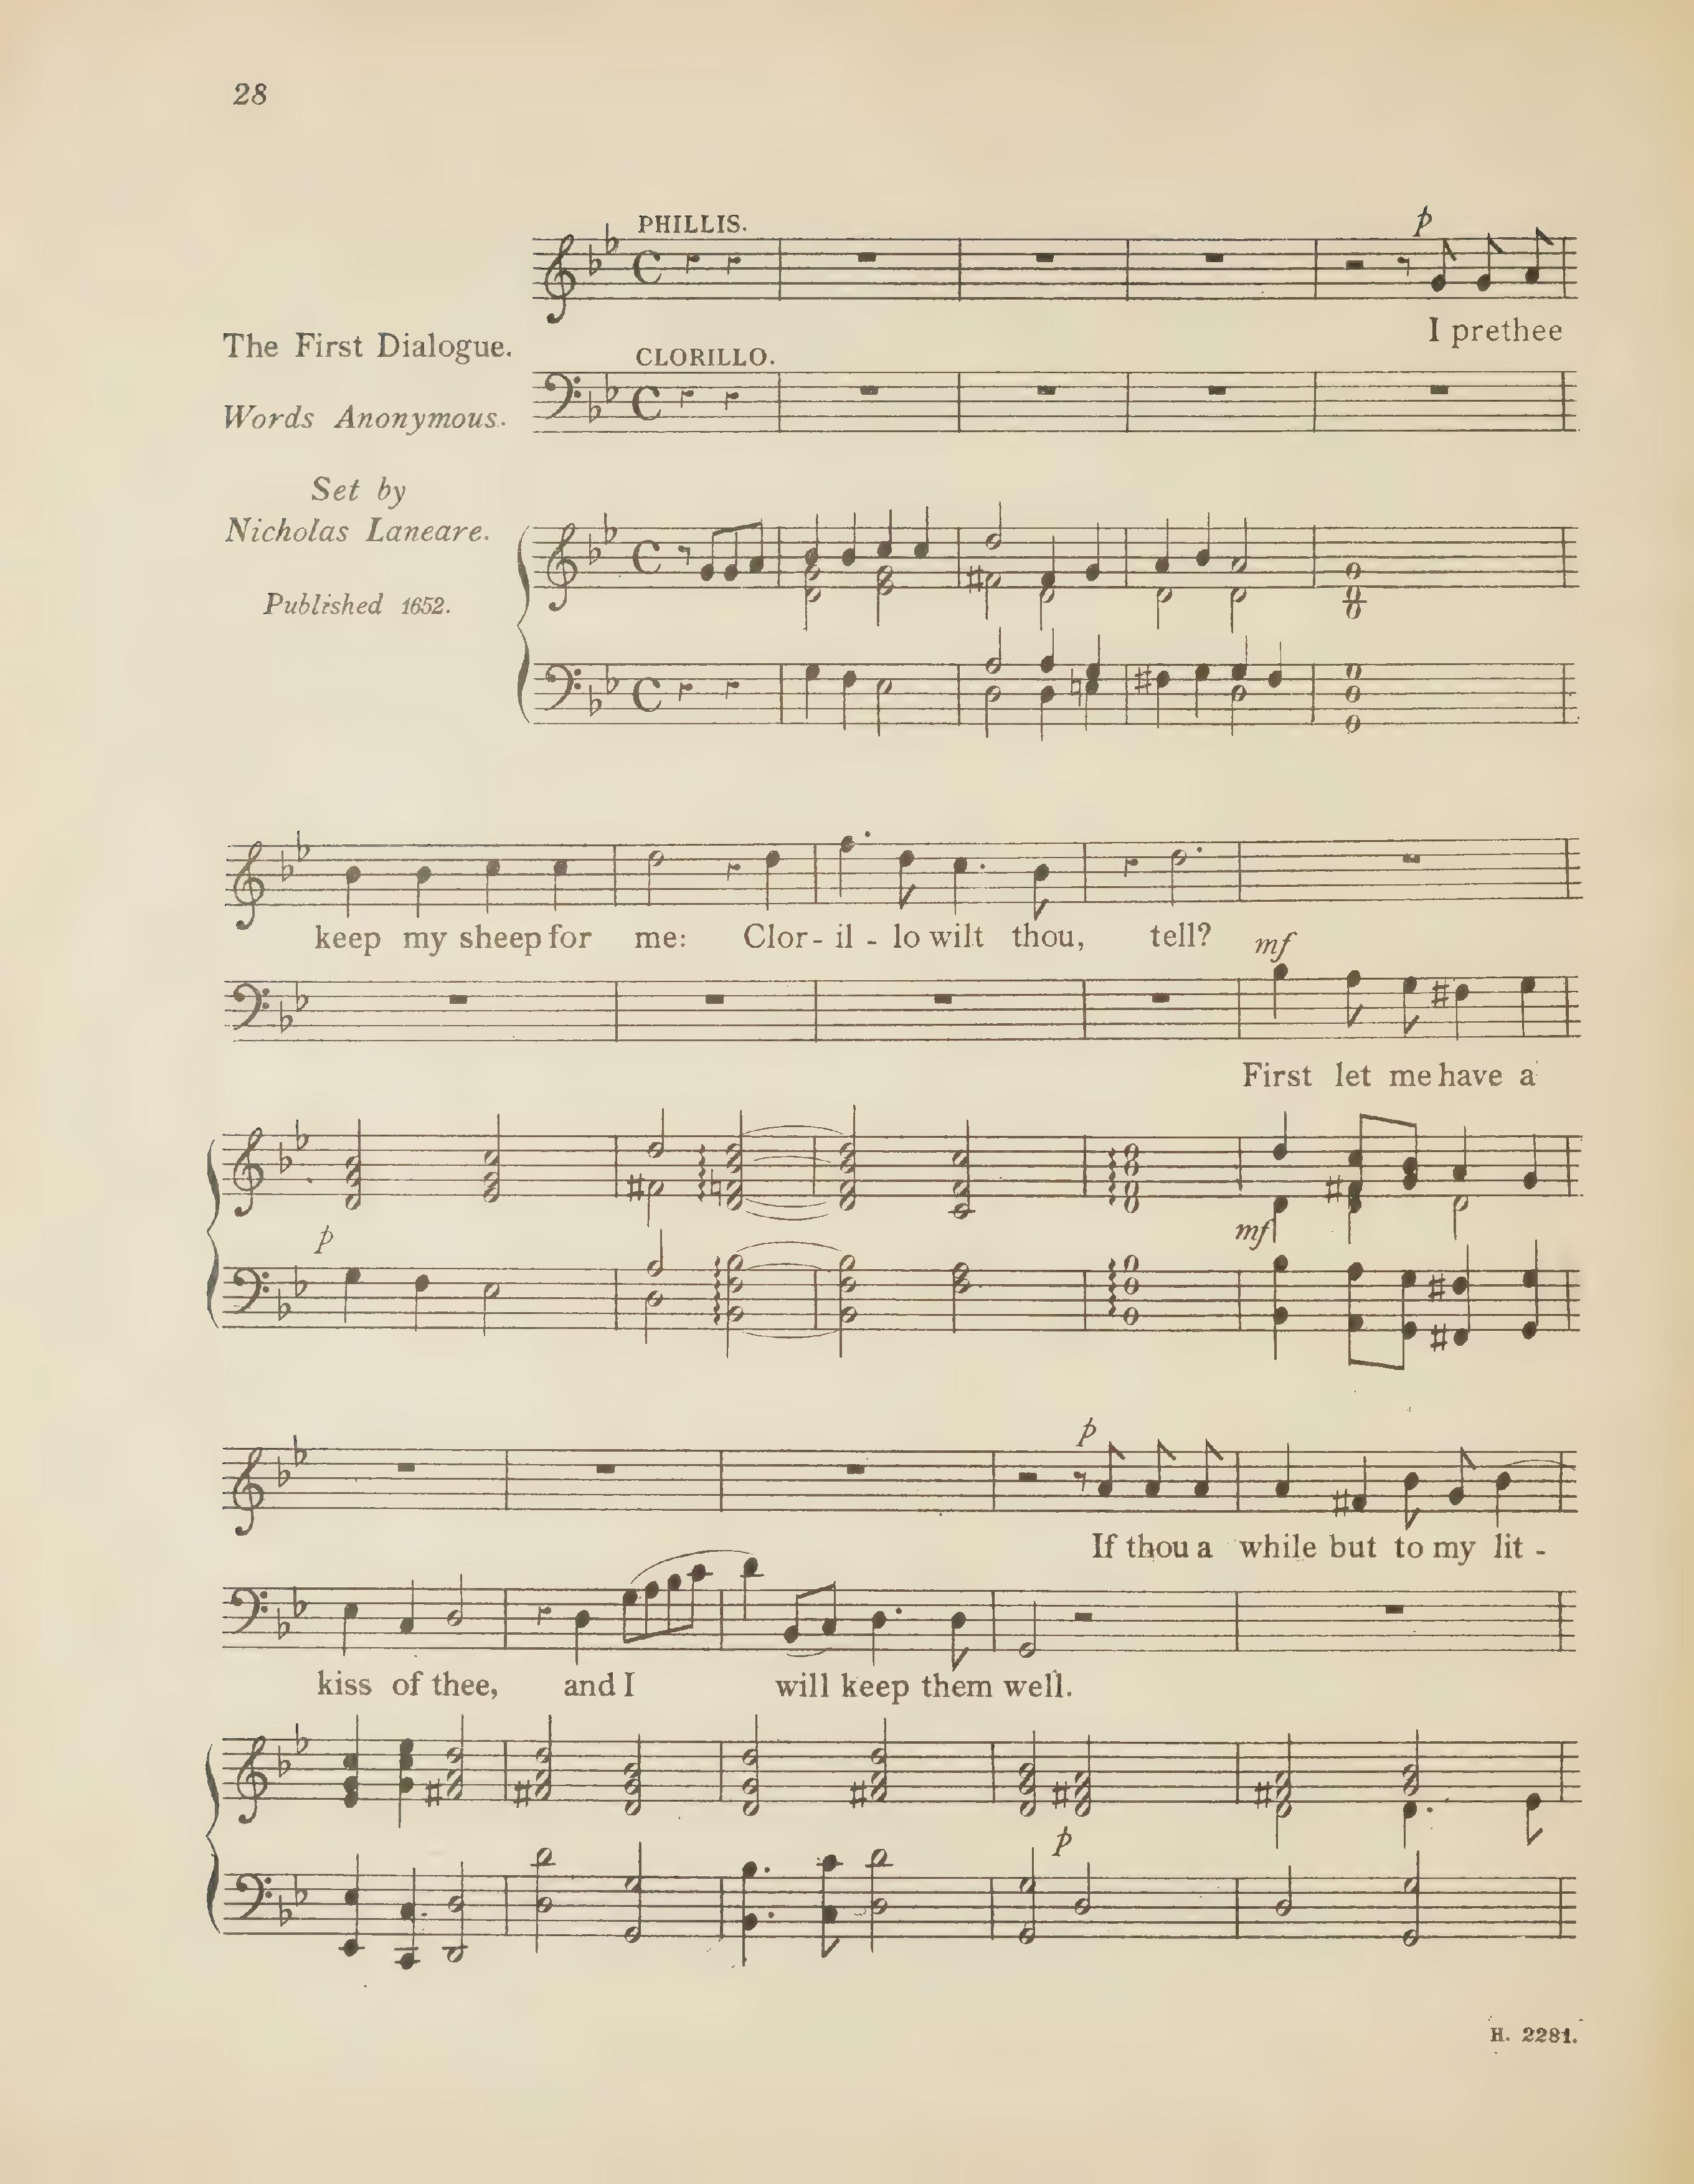 28
PHILLIS.
p
I prethee
The First Dialogue.
CLORILLO.
Words Anonymous.
Set by
Nicholas Laneare.
Published 1652.
keep my sheep for me: Clor- il - lo wilt thou, tell?
mf
First let me have a
p
mf
p
If thou a while but to my lit -
kiss of thee, and I will keep them well.
p
H. 2281.